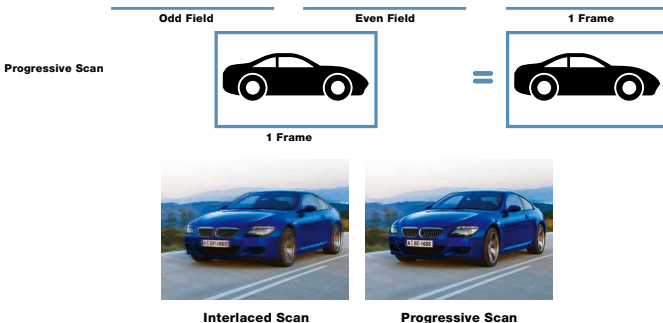 Odd Field Even Field 1 Frame
Progressive Scan
1 Frame
Interlaced Scan Progressive Scan